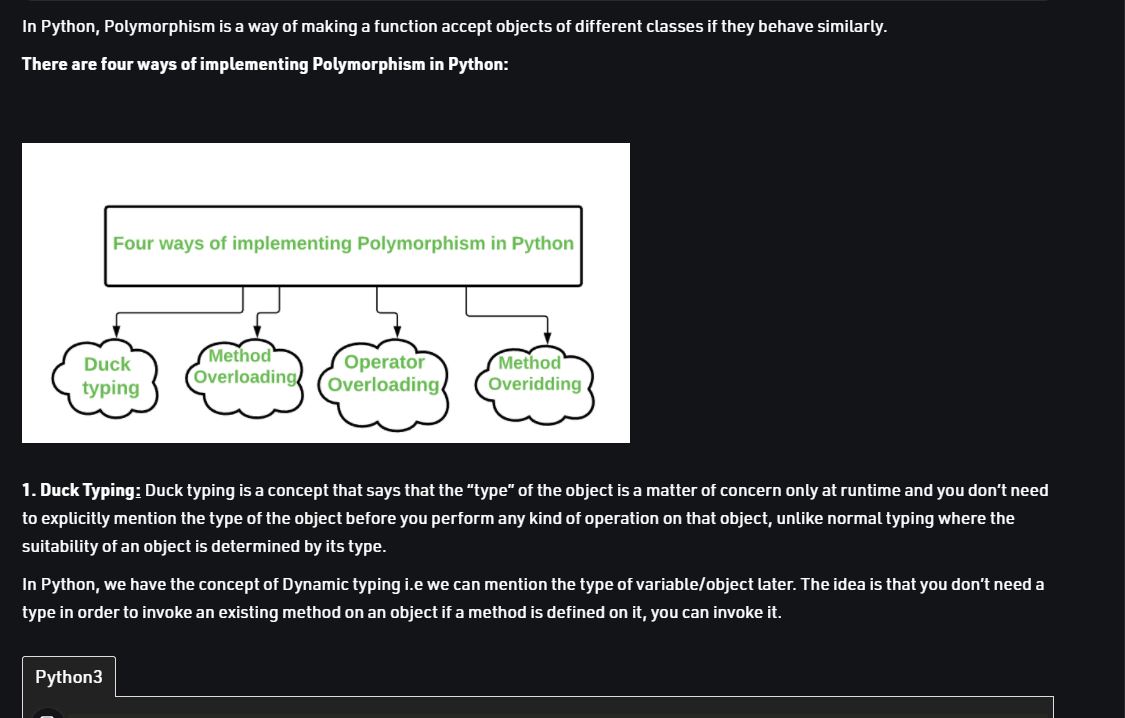 In Python, Polymorphism is a way of making a function accept objects of different classes if they behave similarly.
There are four ways of implementing Polymorphism in Python:
Four ways of implementing Polymorphism in Python
Duck
typing
Method
Overloading
Operator
Overloading
Method
Overidding
1. Duck Typing: Duck typing is a concept that says that the “type” of the object is a matter of concern only at runtime and you don’t need
to explicitly mention the type of the object before you perform any kind of operation on that object, unlike normal typing where the
suitability of an object is determined by its type.
In Python, we have the concept of Dynamic typing i.e we can mention the type of variable/object later. The idea is that you don’t need a
type in order to invoke an existing method on an object if a method is defined on it, you can invoke it.
Python3